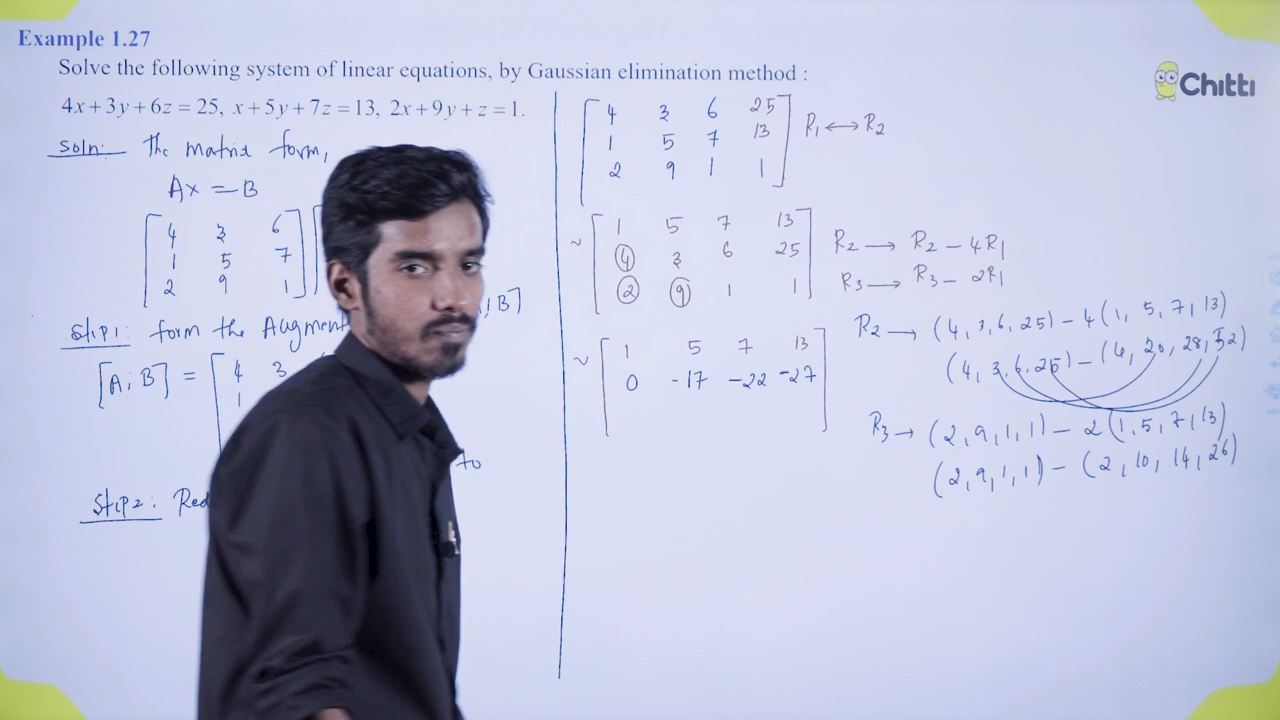 Example 1.27
Solve the following system of linear equations, by Gaussian elimination method :
4x + 3y + 6z = 25, x + 5y + 7z = 13, 2x + 9y + z = 1.
Soln: The matrix form,
AX = B
4 3 6
1 5 7
2 9 1
Step1: form the Augment
; B]
[A ; B] =
4 3
1
to
Step2: Red
4 3 6 25
1 5 7 13
2 9 1 1
R1 ↔ R2
~
1 5 7 13
4 3 6 25
2 9 1 1
R2 → R2 - 4R1
R3 → R3 - 2R1
~
1 5 7 13
0 -17 -22 -27
R2 → (4, 3, 6, 25) - 4 (1, 5, 7, 13)
(4, 3, 6, 25) - (4, 20, 28, 52)
R3 → (2, 9, 1, 1) - 2 (1, 5, 7, 13)
(2, 9, 1, 1) - (2, 10, 14, 26)
Chitti